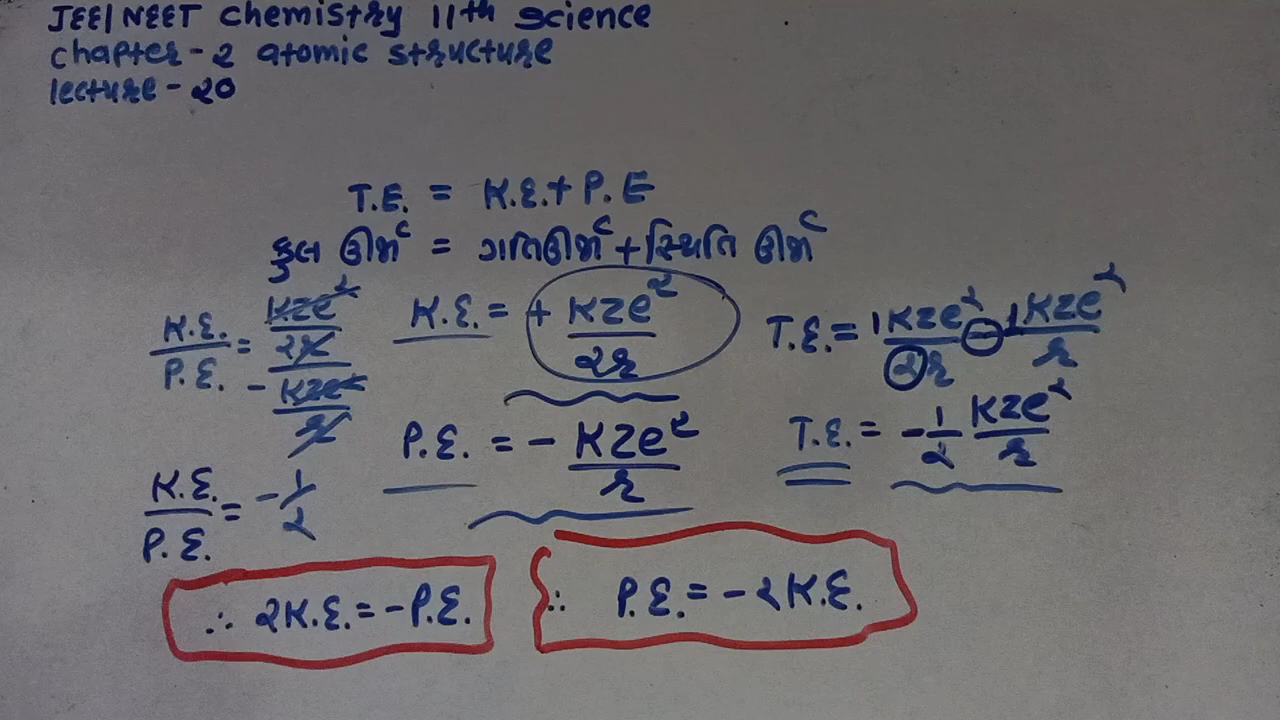 JEE/NEET chemistry 11th science
chapter-2 atomic structure
lecture-20
T.E. = K.E.+P.E
કુલ ઊર્જા = ગતિઊર્જા+સ્થિતિ ઊર્જા
K.E./P.E. = (kze²/2r)/(-kze²/r)
K.E. = + kze²/2r
T.E. = 1kze²/2r - 1kze²/r
P.E. = - kze²/r
T.E. = -1/2 kze²/r
K.E./P.E. = -1/2
∴ 2K.E.=-P.E.
∴ P.E.=-2K.E.